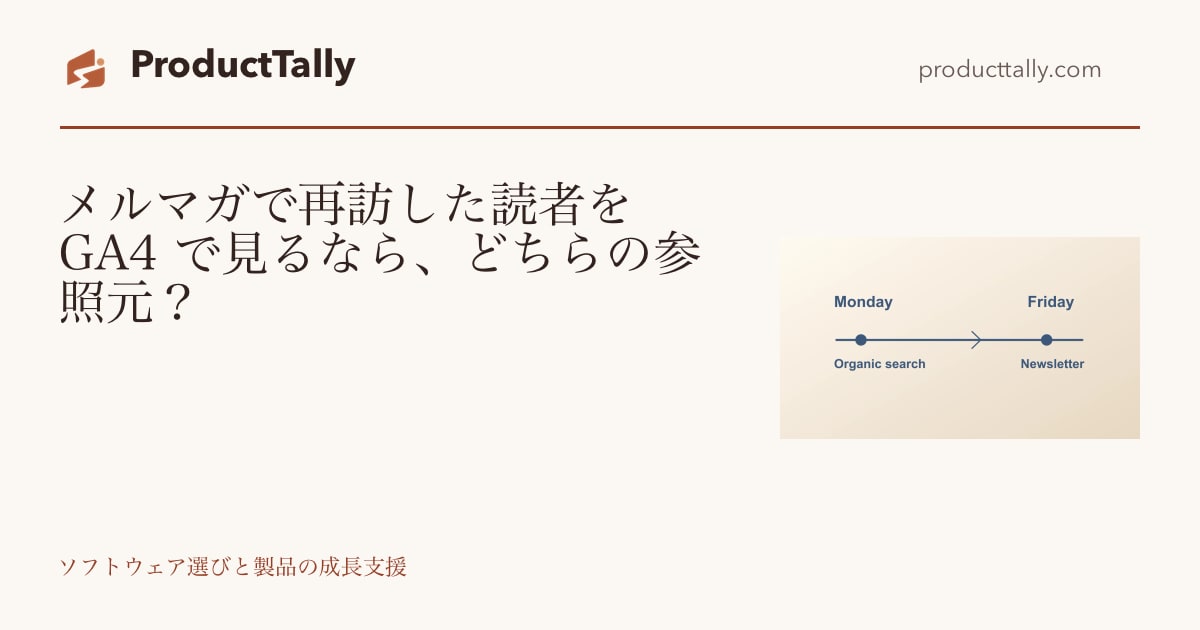 ProductTally
producttally.com
メルマガで再訪した読者を
GA4 で見るなら、どちらの参
照元？
Monday
Friday
Organic search
Newsletter
ソフトウェア選びと製品の成長支援